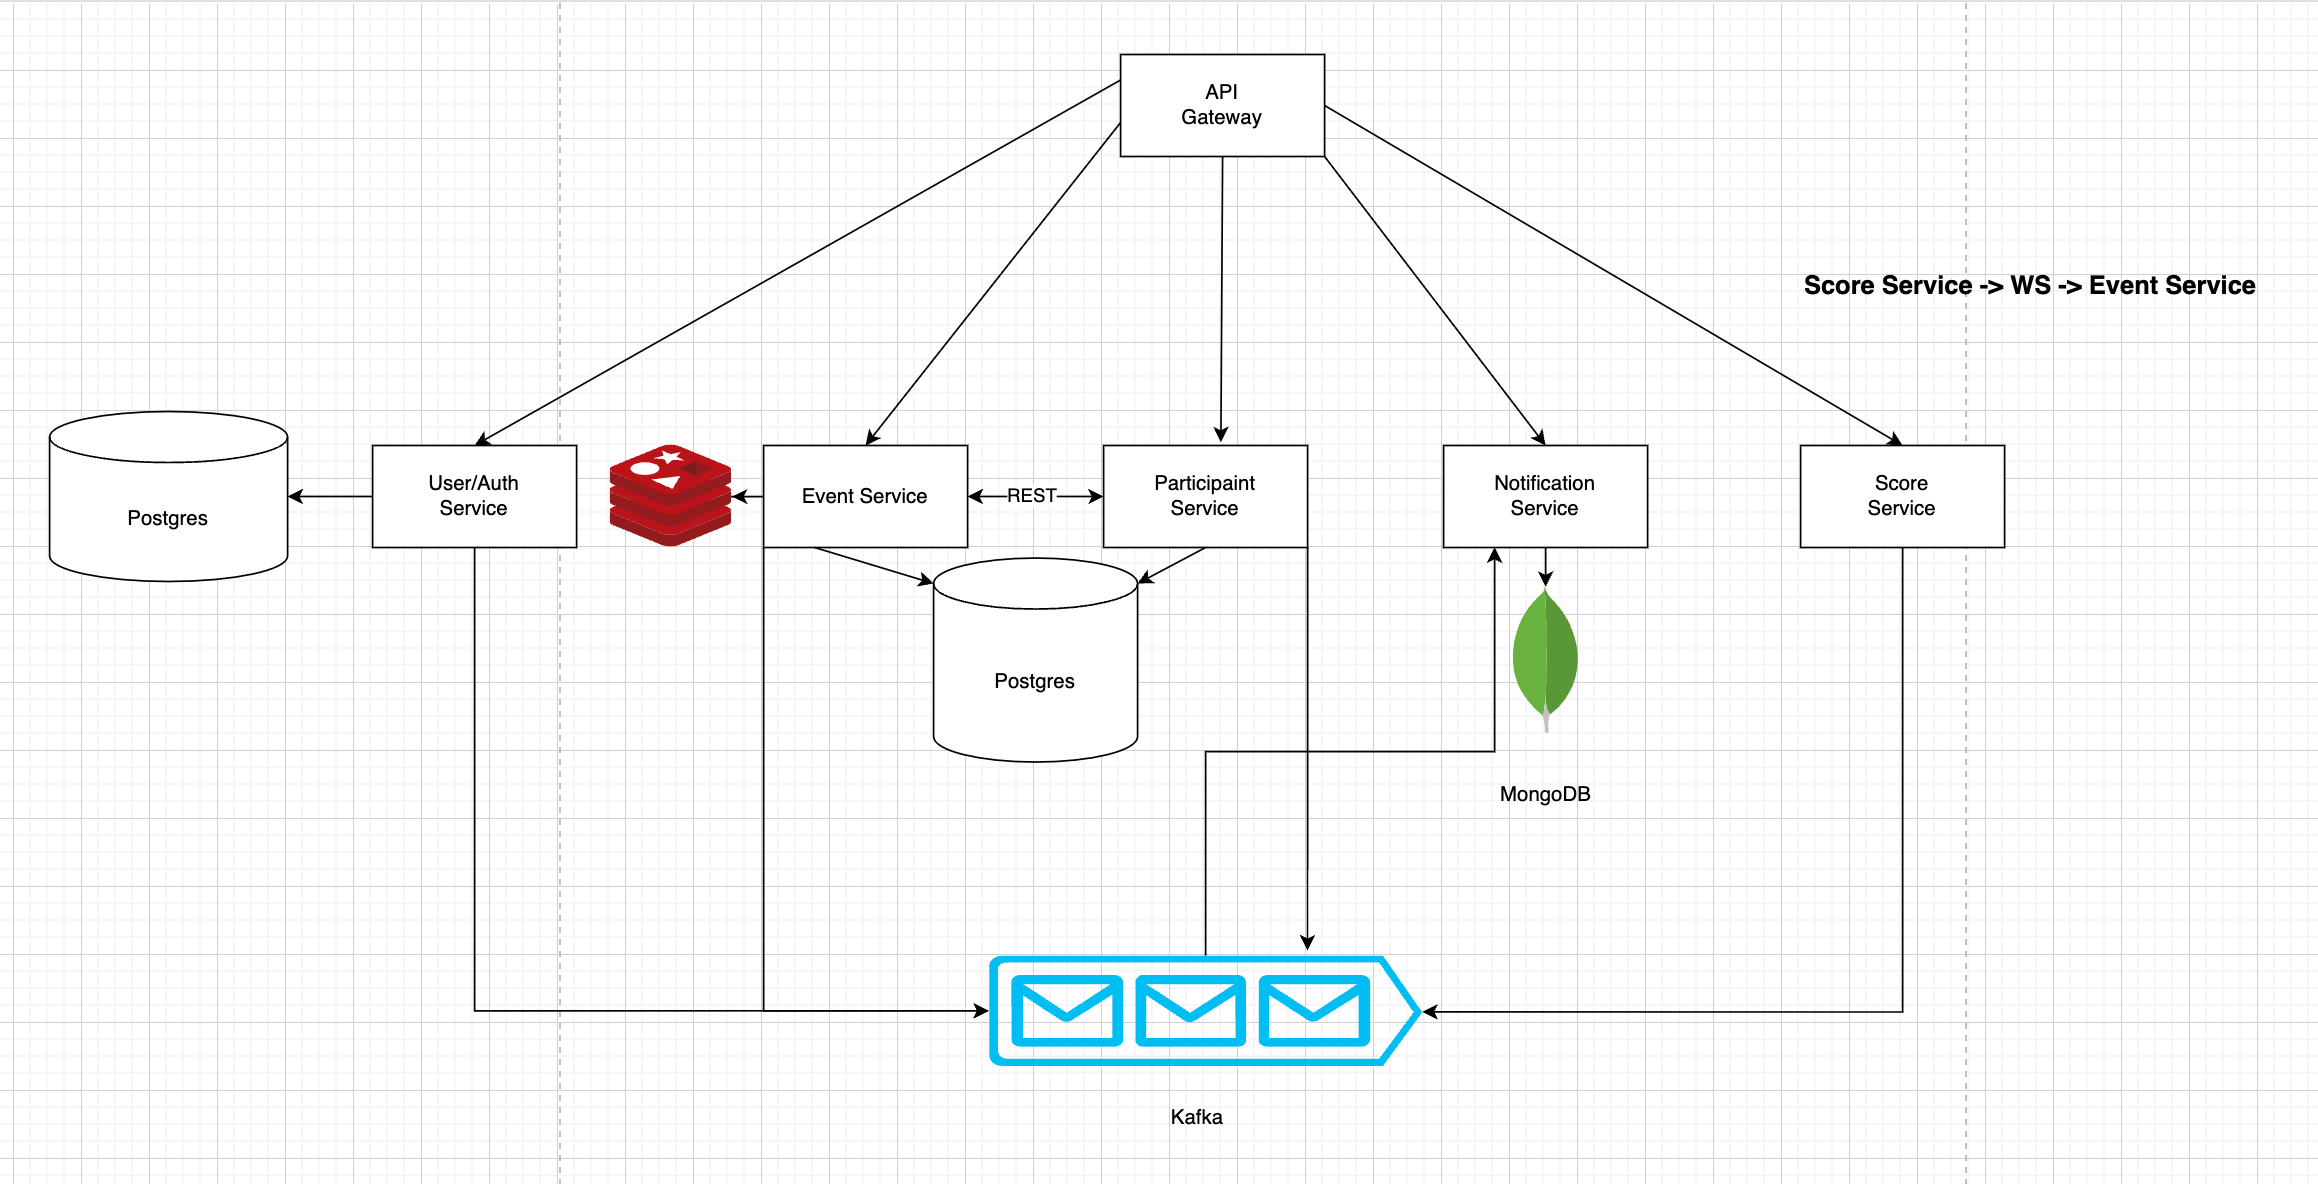 API
Gateway
Score Service -> WS -> Event Service
Postgres
User/Auth
Service
Event Service
REST
Participaint
Service
Notification
Service
Score
Service
Postgres
MongoDB
Kafka